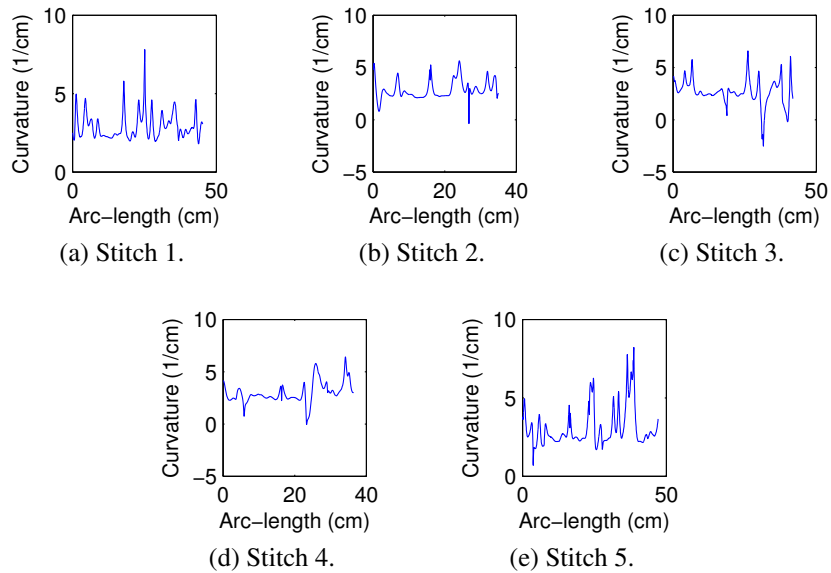 10
5
0
0
50
Curvature (1/cm)
Arc−length (cm)
(a) Stitch 1.
10
5
0
−5
0
20
40
Curvature (1/cm)
Arc−length (cm)
(b) Stitch 2.
10
5
0
−5
0
50
Curvature (1/cm)
Arc−length (cm)
(c) Stitch 3.
10
5
0
−5
0
20
40
Curvature (1/cm)
Arc−length (cm)
(d) Stitch 4.
10
5
0
0
50
Curvature (1/cm)
Arc−length (cm)
(e) Stitch 5.